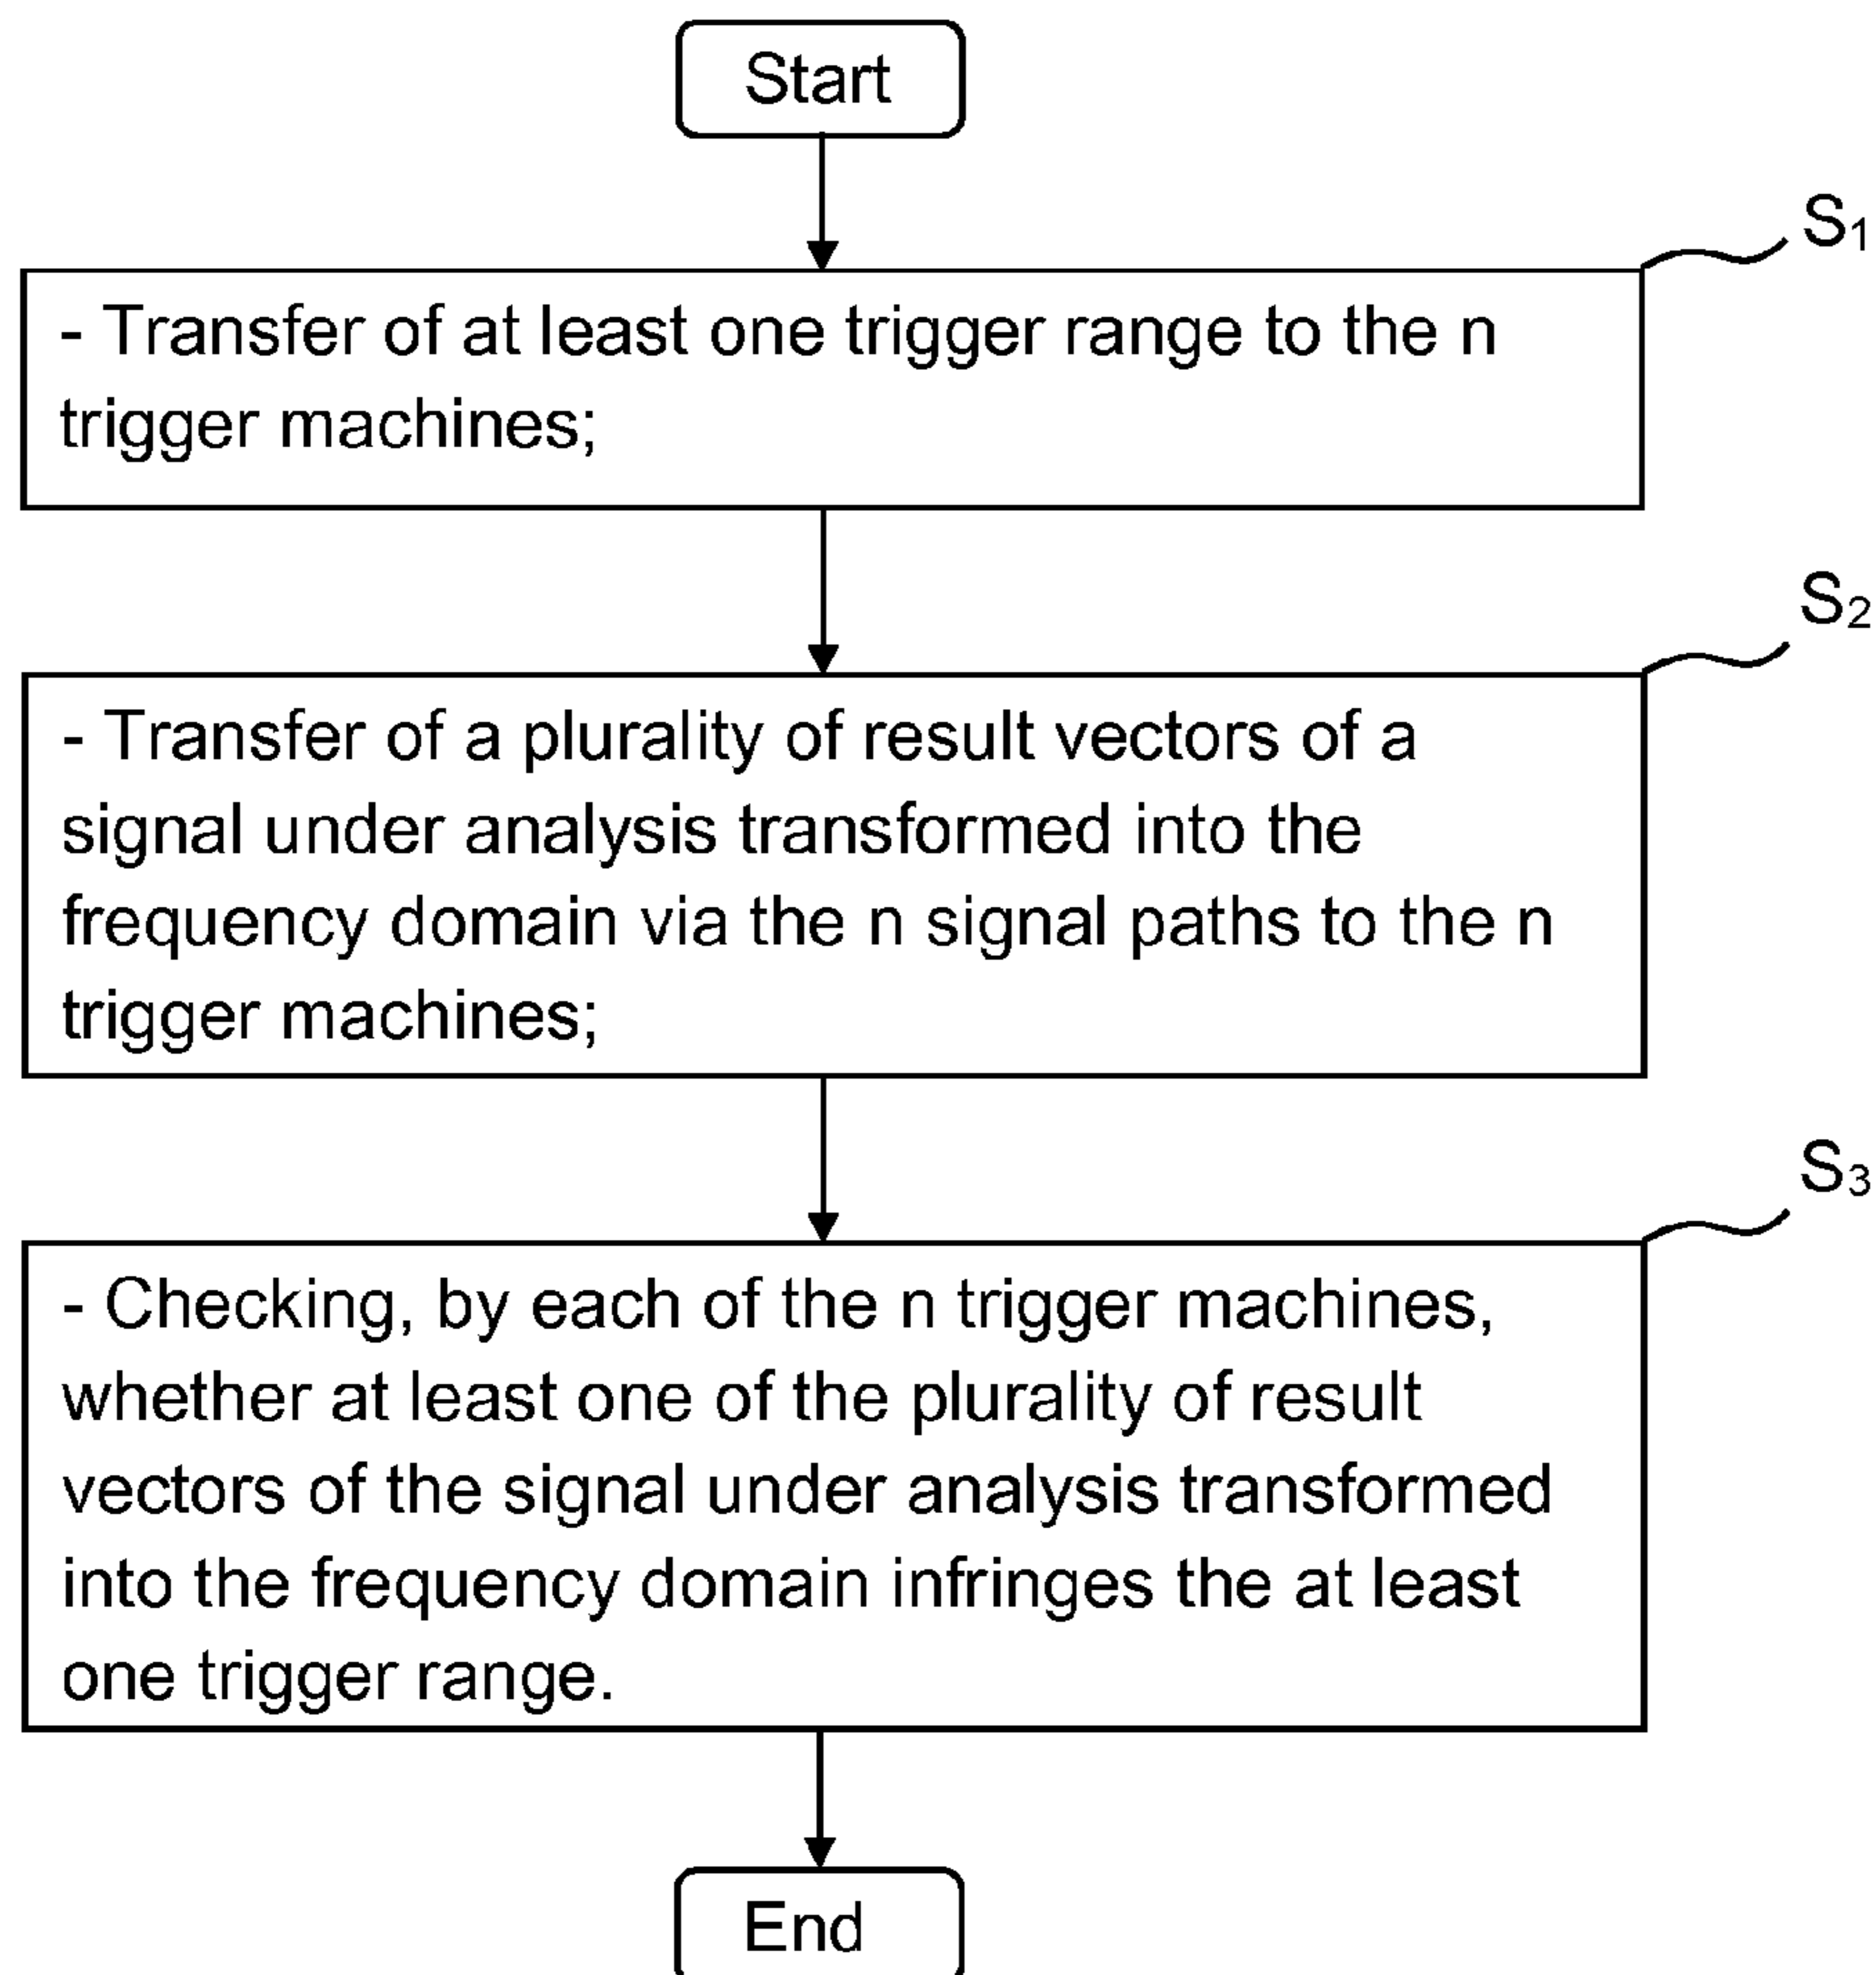 Start
S1
- Transfer of at least one trigger range to the n
trigger machines;
S2
- Transfer of a plurality of result vectors of a
signal under analysis transformed into the
frequency domain via the n signal paths to the n
trigger machines;
S3
- Checking, by each of the n trigger machines,
whether at least one of the plurality of result
vectors of the signal under analysis transformed
into the frequency domain infringes the at least
one trigger range.
End